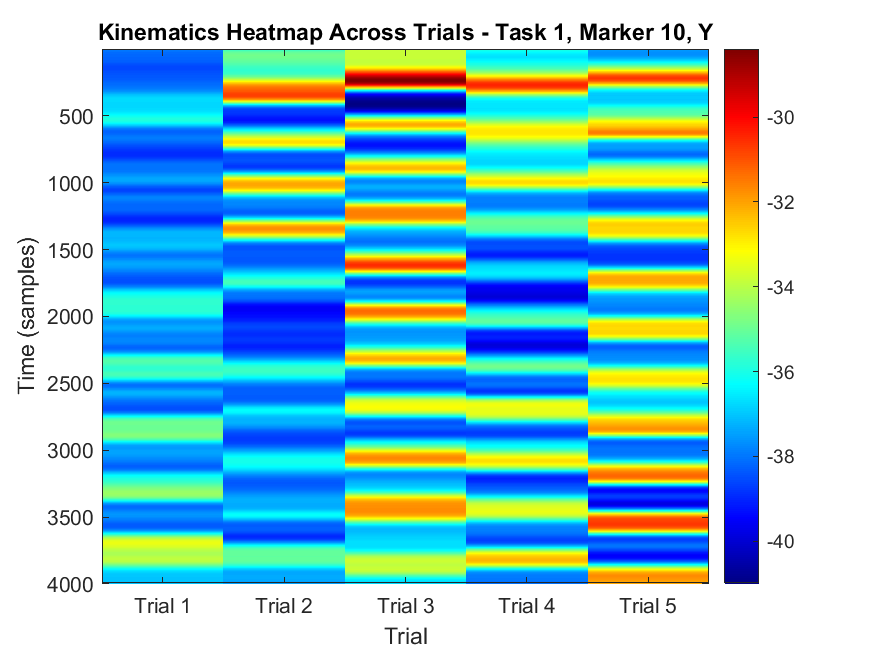 Kinematics Heatmap Across Trials - Task 1, Marker 10, Y
500
1000
1500
2000
2500
3000
3500
4000
Time (samples)
Trial 1
Trial 2
Trial 3
Trial 4
Trial 5
Trial
-30
-32
-34
-36
-38
-40